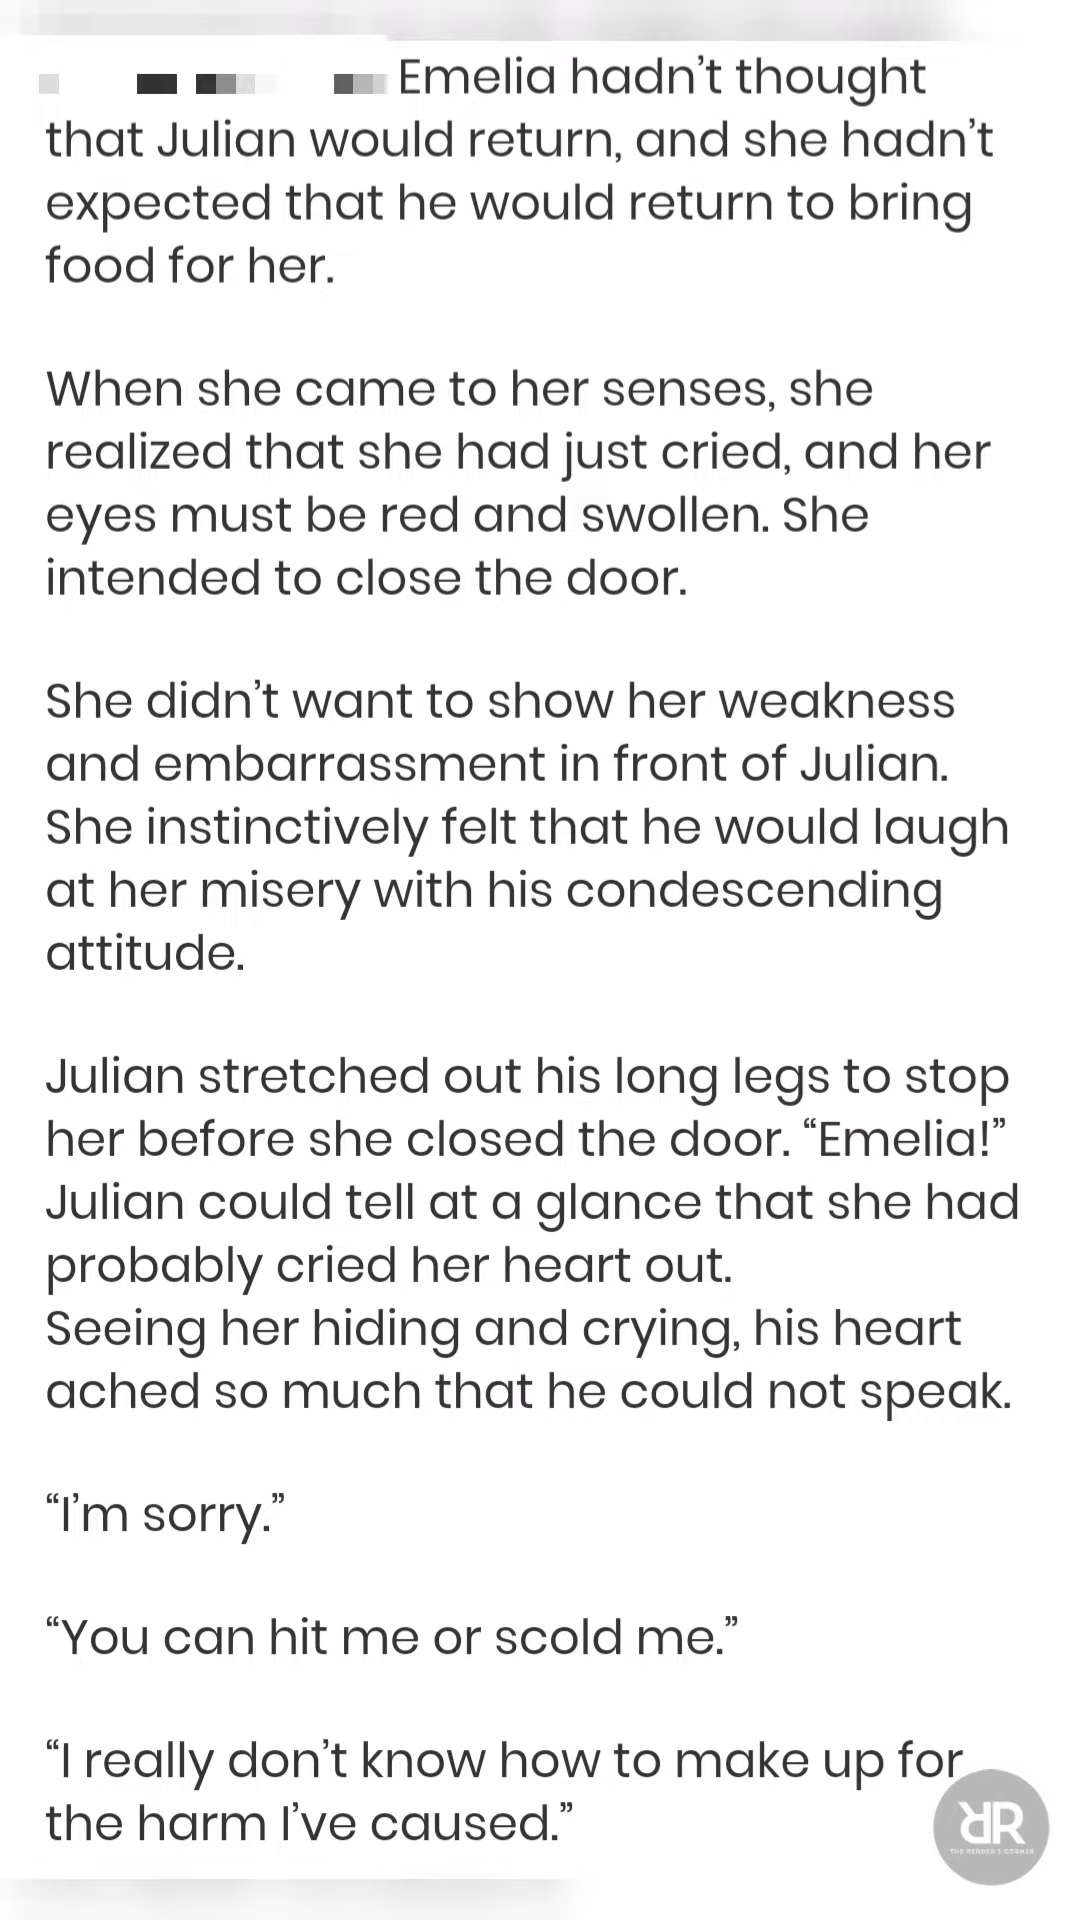 Emelia hadn’t thought
that Julian would return, and she hadn’t
expected that he would return to bring
food for her.
When she came to her senses, she
realized that she had just cried, and her
eyes must be red and swollen. She
intended to close the door.
She didn’t want to show her weakness
and embarrassment in front of Julian.
She instinctively felt that he would laugh
at her misery with his condescending
attitude.
Julian stretched out his long legs to stop
her before she closed the door. “Emelia!”
Julian could tell at a glance that she had
probably cried her heart out.
Seeing her hiding and crying, his heart
ached so much that he could not speak.
“I’m sorry.”
“You can hit me or scold me.”
“I really don’t know how to make up for
the harm I’ve caused.”
RR
THE READER'S CORNER